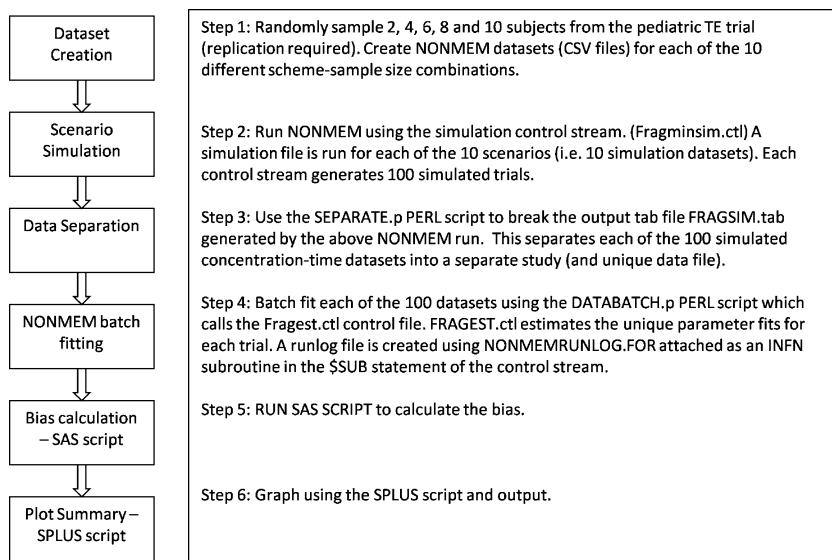 Dataset
Creation
Step 1: Randomly sample 2, 4, 6, 8 and 10 subjects from the pediatric TE trial
(replication required). Create NONMEM datasets (CSV files) for each of the 10
different scheme-sample size combinations.
Scenario
Simulation
Step 2: Run NONMEM using the simulation control stream. (Fragminsim.ctl) A
simulation file is run for each of the 10 scenarios (i.e. 10 simulation datasets). Each
control stream generates 100 simulated trials.
Data Separation
Step 3: Use the SEPARATE.p PERL script to break the output tab file FRAGSIM.tab
generated by the above NONMEM run.  This separates each of the 100 simulated
concentration-time datasets into a separate study (and unique data file).
NONMEM batch
fitting
Step 4: Batch fit each of the 100 datasets using the DATABATCH.p PERL script which
calls the Fragest.ctl control file. FRAGEST.ctl estimates the unique parameter fits for
each trial. A runlog file is created using NONMEMRUNLOG.FOR attached as an INFN
subroutine in the $SUB statement of the control stream.
Bias calculation
– SAS script
Step 5: RUN SAS SCRIPT to calculate the bias.
Plot Summary –
SPLUS script
Step 6: Graph using the SPLUS script and output.